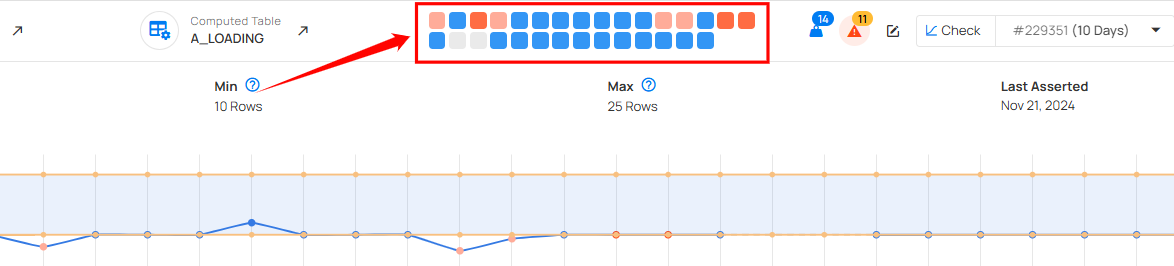 Computed Table
A_LOADING
14
11
Check
#229351 (10 Days)
Min ?
10 Rows
Max ?
25 Rows
Last Asserted
Nov 21, 2024